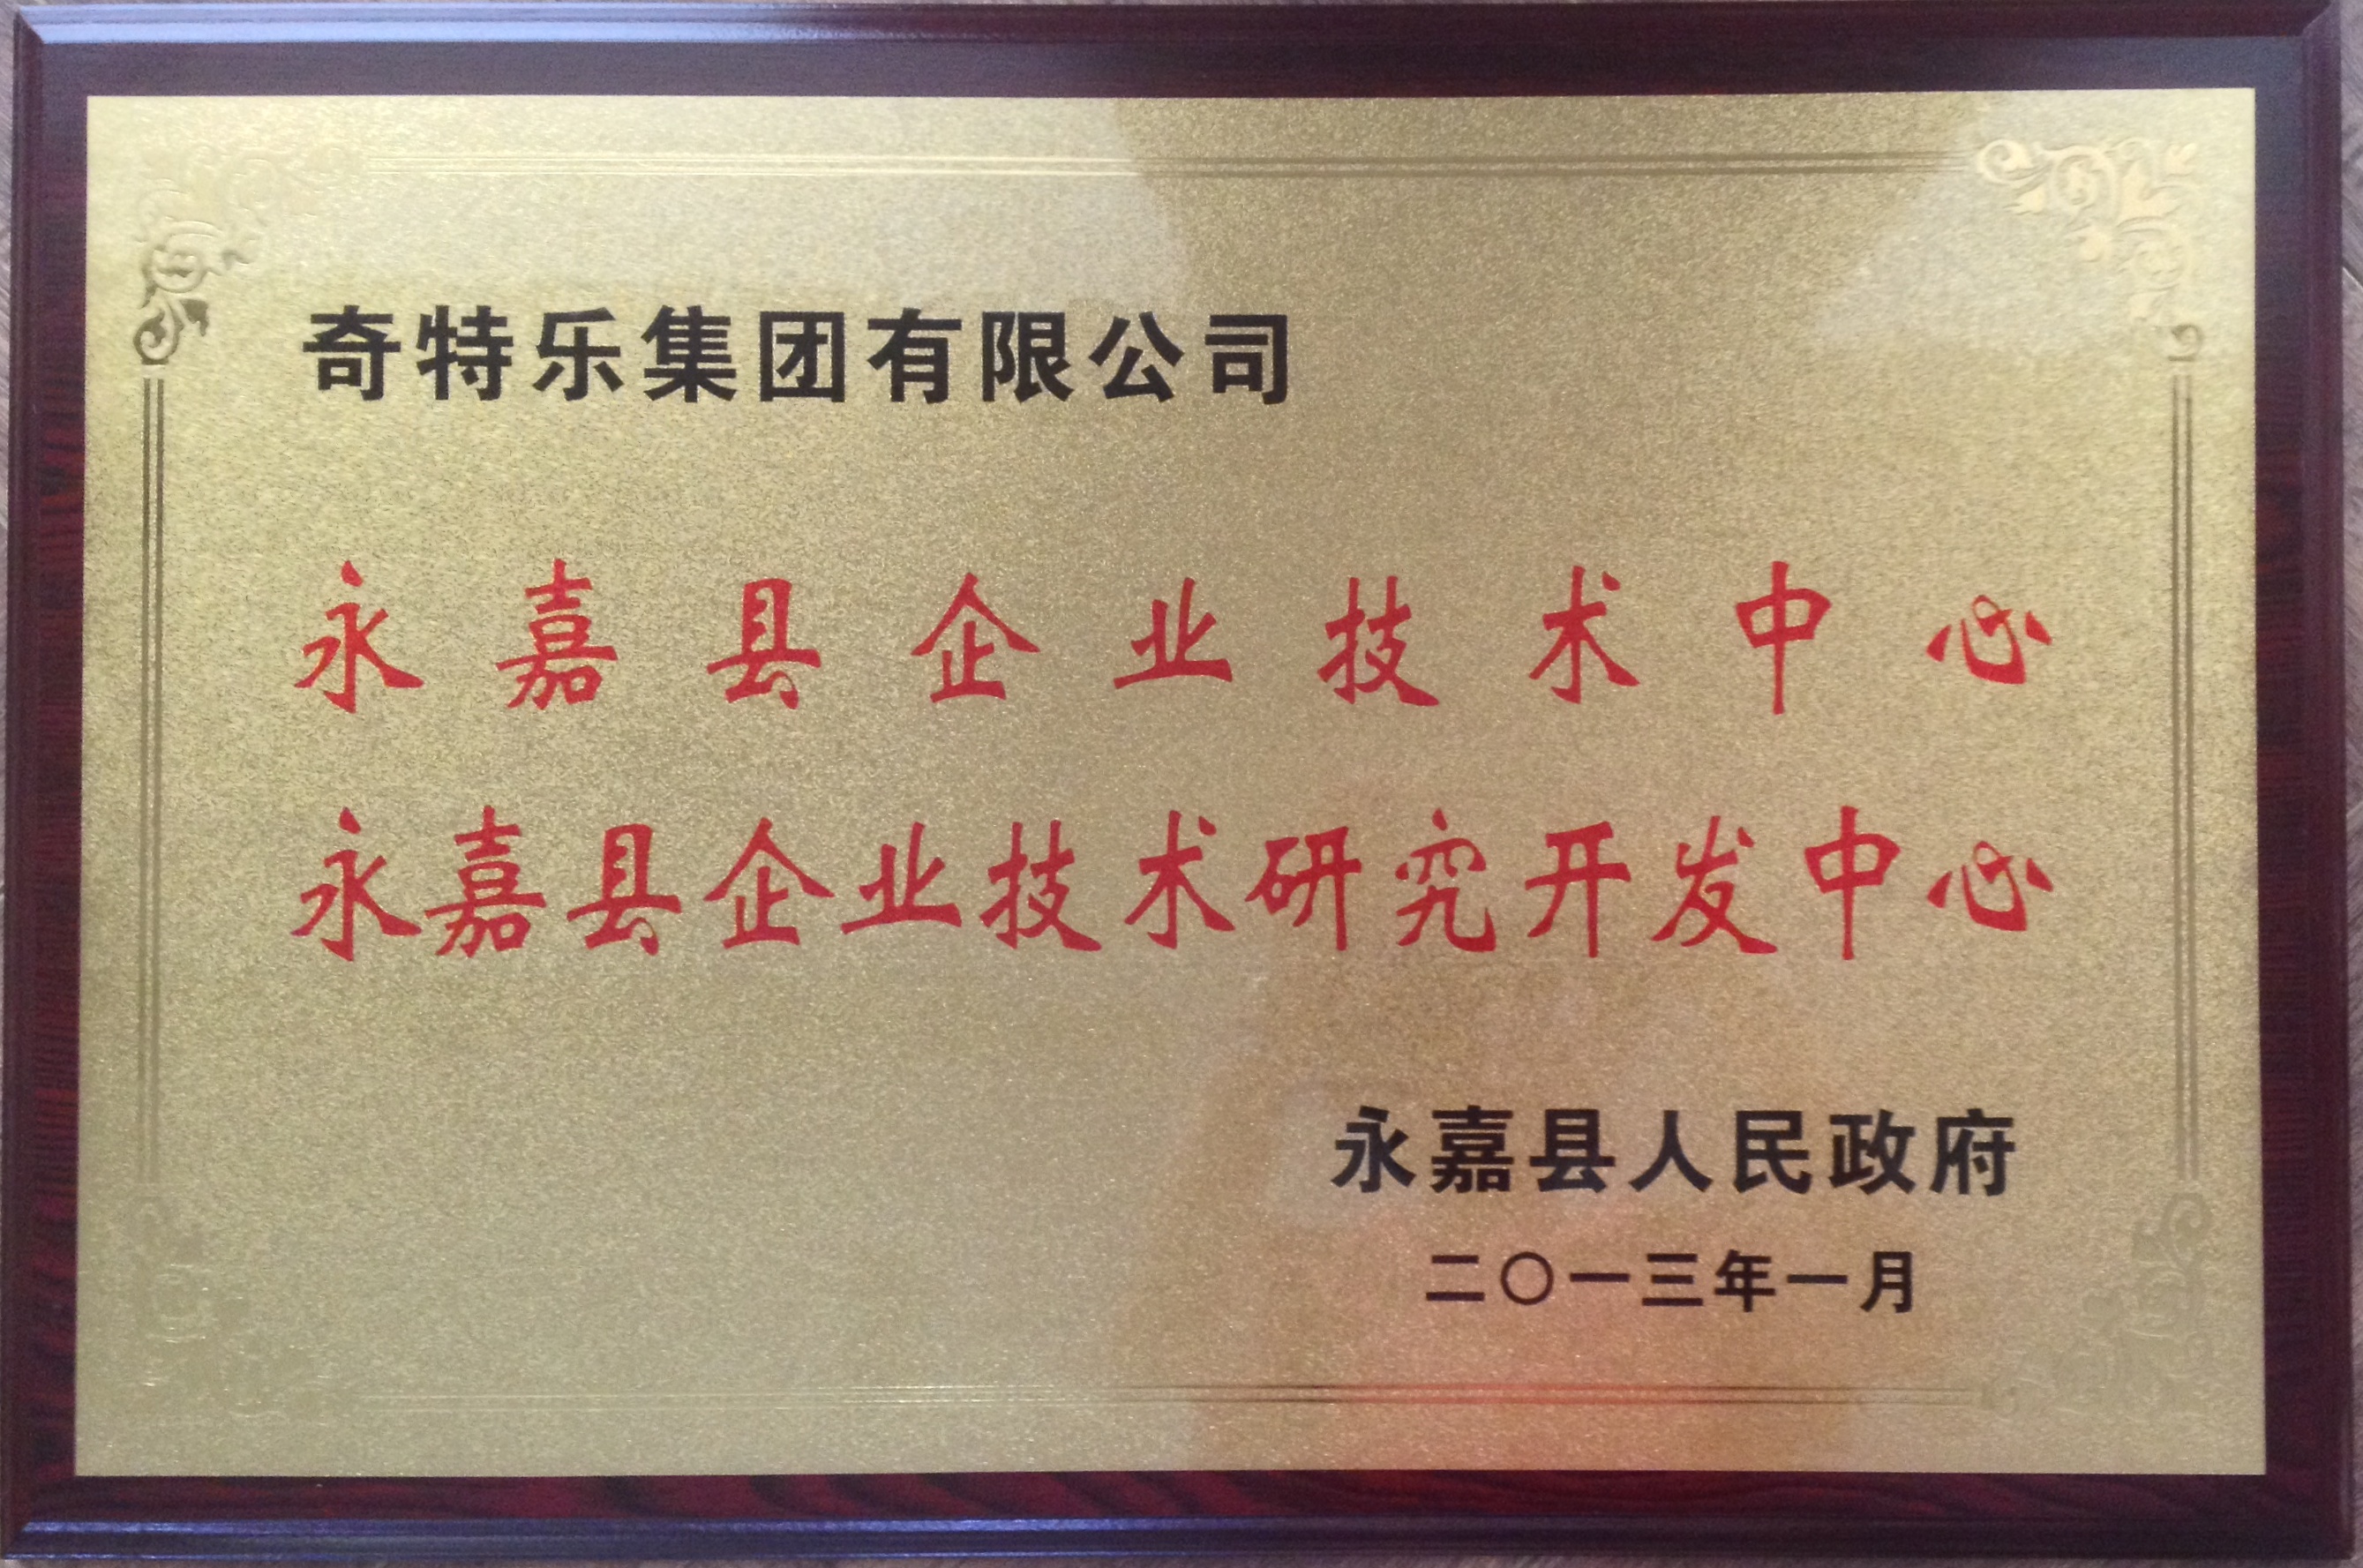 奇特乐集团有限公司
永嘉县企业技术中心
永嘉县企业技术研究开发中心
永嘉县人民政府
二〇一三年一月